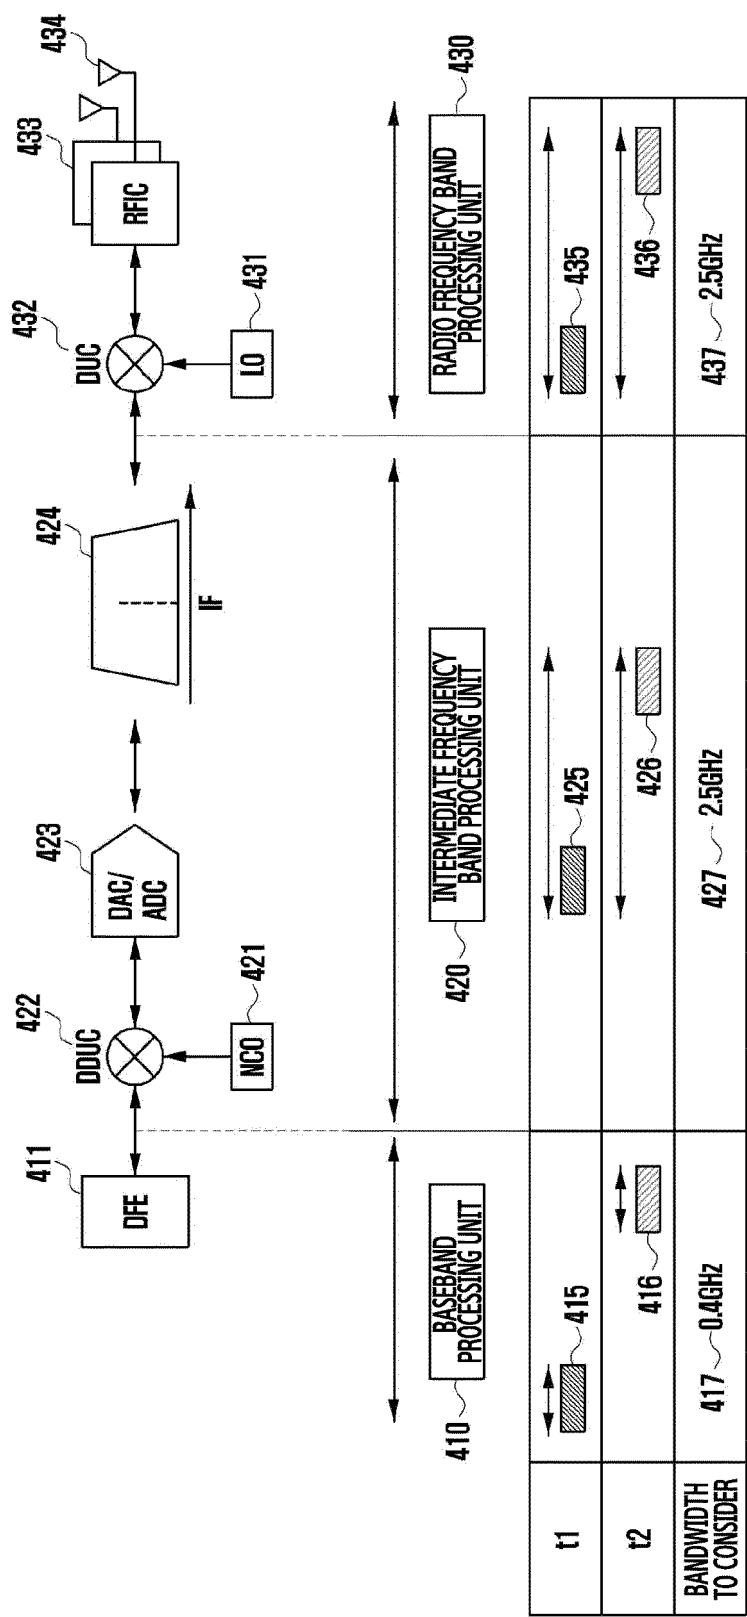 411
422
423
424
432
433
434
DDUC
DUC
DFE
DAC/
ADC
RFIC
NCO
421
IF
LO
431
410
BASEBAND
PROCESSING UNIT
420
INTERMEDIATE FREQUENCY
BAND PROCESSING UNIT
RADIO FREQUENCY BAND
PROCESSING UNIT
430
t1
415
425
435
t2
416
426
436
BANDWIDTH
TO CONSIDER
417 0.4GHz
427 2.5GHz
437 2.5GHz